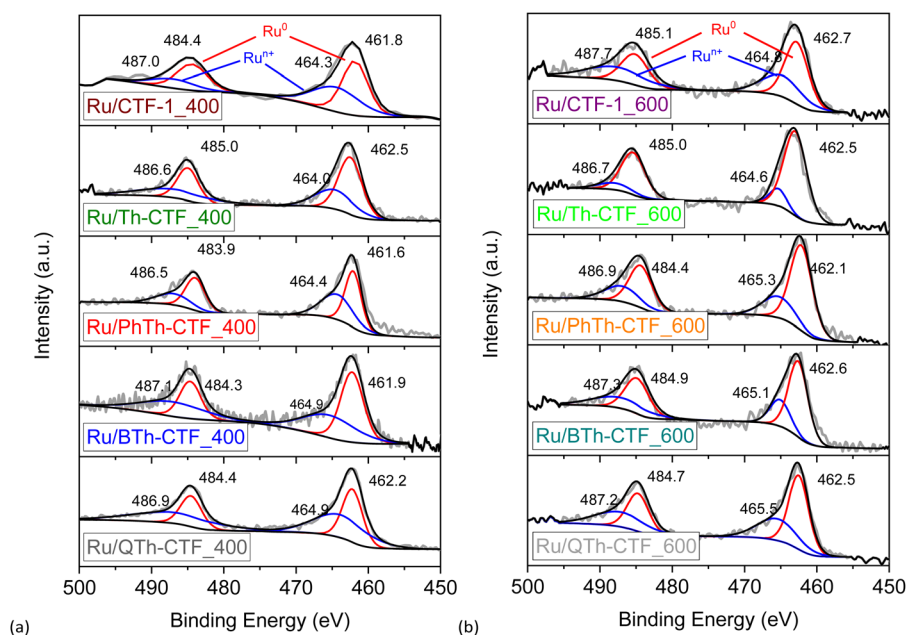 (a)
Intensity (a.u.)
487.0
484.4
Ru⁰
Ruⁿ⁺
464.3
461.8
Ru/CTF-1_400
486.6
485.0
464.0
462.5
Ru/Th-CTF_400
486.5
483.9
464.4
461.6
Ru/PhTh-CTF_400
487.1
484.3
464.9
461.9
Ru/BTh-CTF_400
486.9
484.4
464.9
462.2
Ru/QTh-CTF_400
500 490 480 470 460 450
Binding Energy (eV)
(a)
(b)
Intensity (a.u.)
487.7
485.1
Ru⁰
Ruⁿ⁺
464.8
462.7
Ru/CTF-1_600
486.7
485.0
464.6
462.5
Ru/Th-CTF_600
486.9
484.4
465.3
462.1
Ru/PhTh-CTF_600
487.3
484.9
465.1
462.6
Ru/BTh-CTF_600
487.2
484.7
465.5
462.5
Ru/QTh-CTF_600
500 490 480 470 460 450
Binding Energy (eV)
(b)